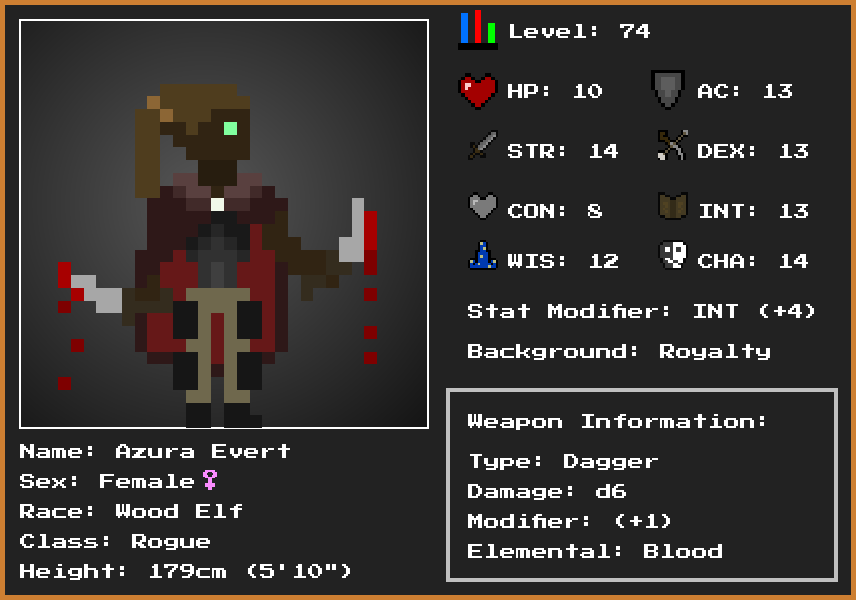 Level: 74
HP: 10 AC: 13
STR: 14 DEX: 13
CON: 8 INT: 13
WIS: 12 CHA: 14
Stat Modifier: INT (+4)
Background: Royalty
Weapon Information:
Type: Dagger
Damage: d6
Modifier: (+1)
Elemental: Blood
Name: Azura Evert
Sex: Female♀
Race: Wood Elf
Class: Rogue
Height: 179cm (5'10")